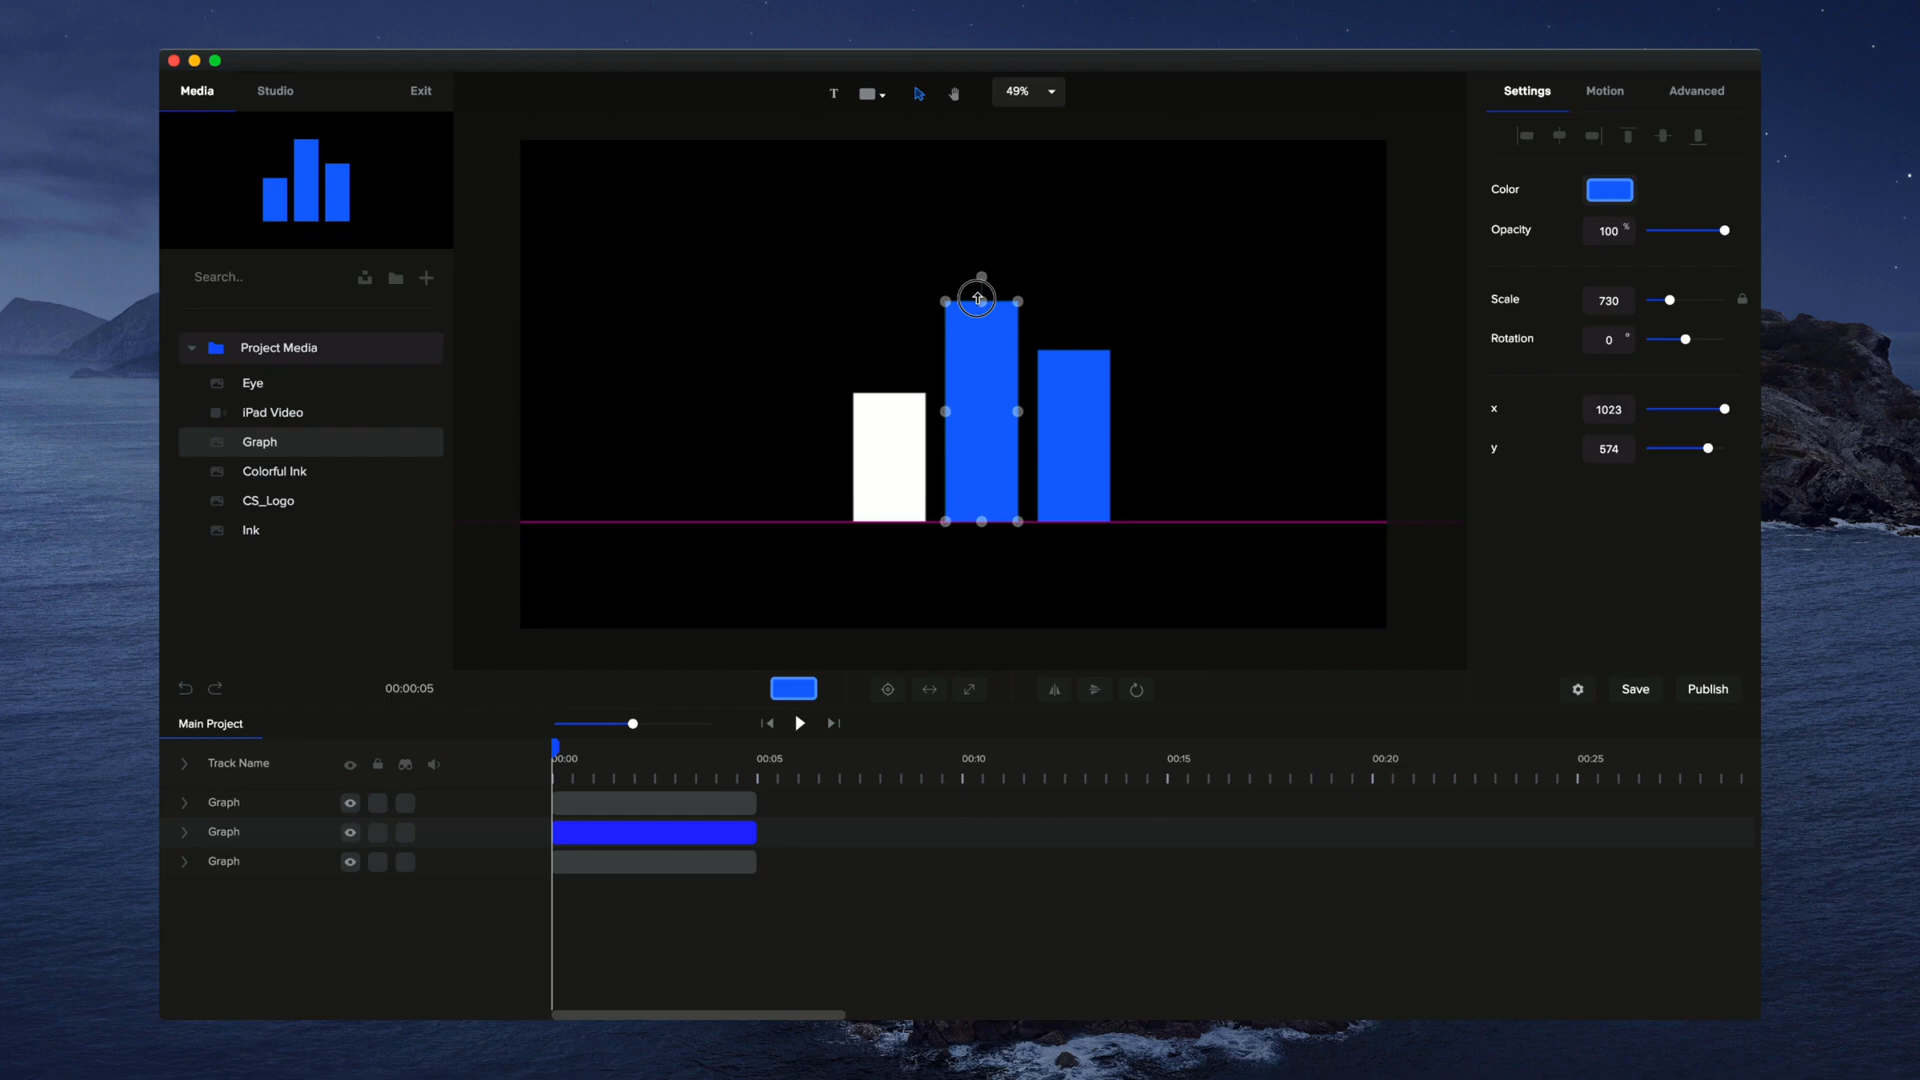 Media
Studio
Exit
T
49%
Settings
Motion
Advanced
Color
Opacity
100 %
Search..
Scale
730
Rotation
0 °
Project Media
Eye
iPad Video
Graph
Colorful Ink
CS_Logo
Ink
x
1023
y
574
00:00:05
Save
Publish
Main Project
Track Name
00:00
00:05
00:10
00:15
00:20
00:25
Graph
Graph
Graph